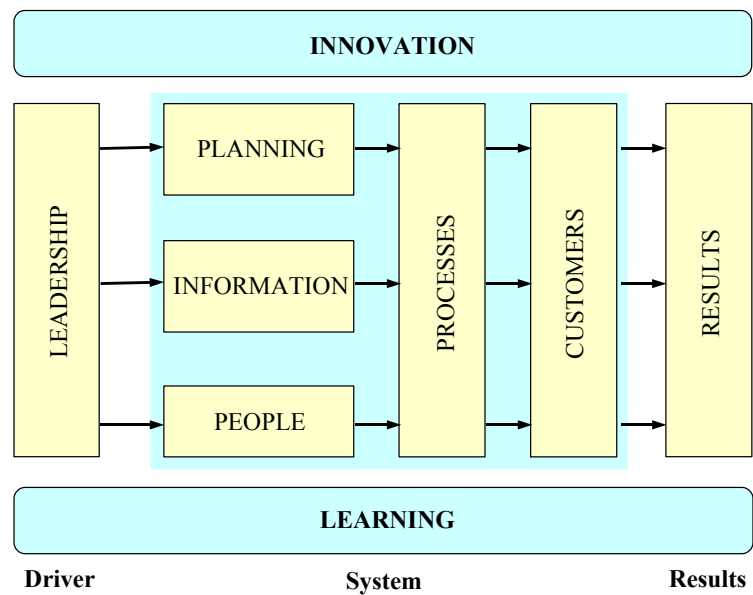 INNOVATION
LEADERSHIP
PLANNING
INFORMATION
PEOPLE
PROCESSES
CUSTOMERS
RESULTS
LEARNING
Driver
System
Results